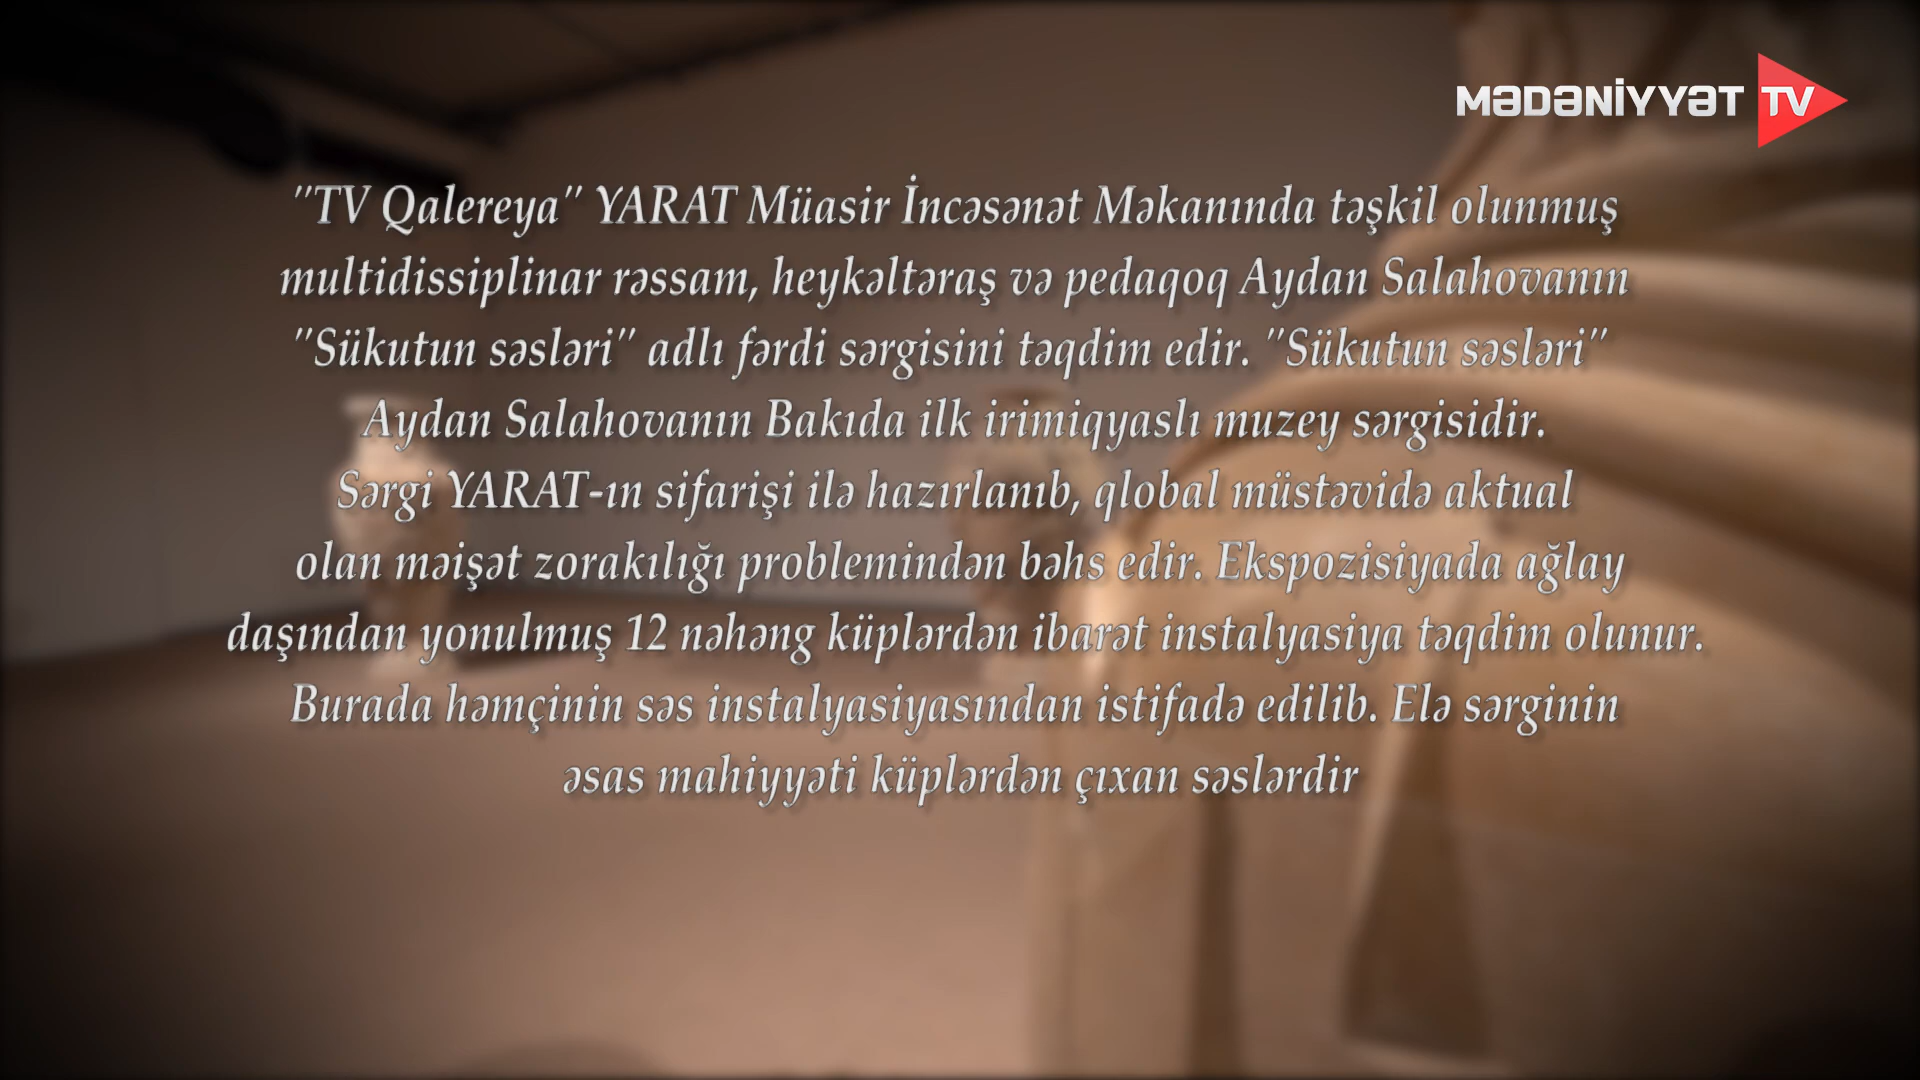 MƏDƏNİYYƏT TV
"TV Qalereya" YARAT Müasir İncəsənət Məkanında təşkil olunmuş
multidissiplinar rəssam, heykəltəraş və pedaqoq Aydan Salahovanın
"Sükutun səsləri" adlı fərdi sərgisini təqdim edir. "Sükutun səsləri"
Aydan Salahovanın Bakıda ilk irimiqyaslı muzey sərgisidir.
Sərgi YARAT-ın sifarişi ilə hazırlanıb, qlobal müstəvidə aktual
olan məişət zorakılığı problemindən bəhs edir. Ekspozisiyada ağlay
daşından yonulmuş 12 nəhəng küplərdən ibarət instalyasiya təqdim olunur.
Burada həmçinin səs instalyasiyasından istifadə edilib. Elə sərginin
əsas mahiyyəti küplərdən çıxan səslərdir